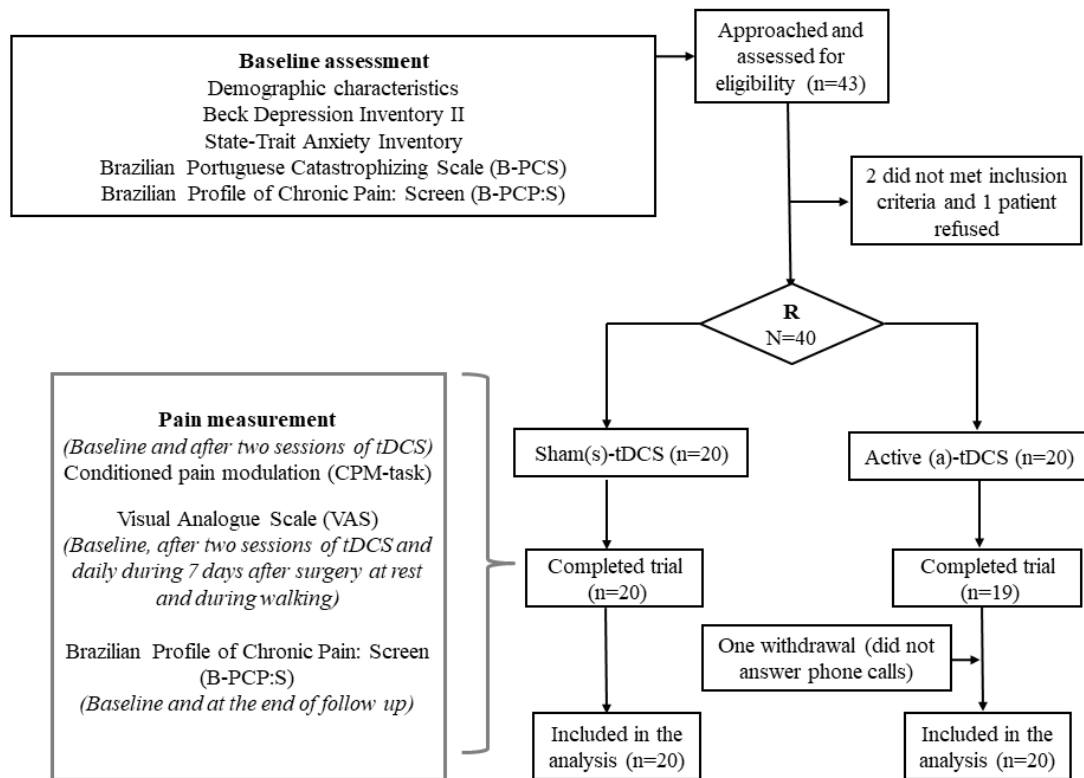 Baseline assessment
Demographic characteristics
Beck Depression Inventory II
State-Trait Anxiety Inventory
Brazilian Portuguese Catastrophizing Scale (B-PCS)
Brazilian Profile of Chronic Pain: Screen (B-PCP:S)
Approached and
assessed for
eligibility (n=43)
2 did not met inclusion
criteria and 1 patient
refused
R
N=40
Pain measurement
(Baseline and after two sessions of tDCS)
Conditioned pain modulation (CPM-task)
Visual Analogue Scale (VAS)
(Baseline, after two sessions of tDCS and
daily during 7 days after surgery at rest
and during walking)
Brazilian Profile of Chronic Pain: Screen
(B-PCP:S)
(Baseline and at the end of follow up)
Sham(s)-tDCS (n=20)
Active (a)-tDCS (n=20)
Completed trial
(n=20)
Completed trial
(n=19)
One withdrawal (did not
answer phone calls)
Included in the
analysis (n=20)
Included in the
analysis (n=20)